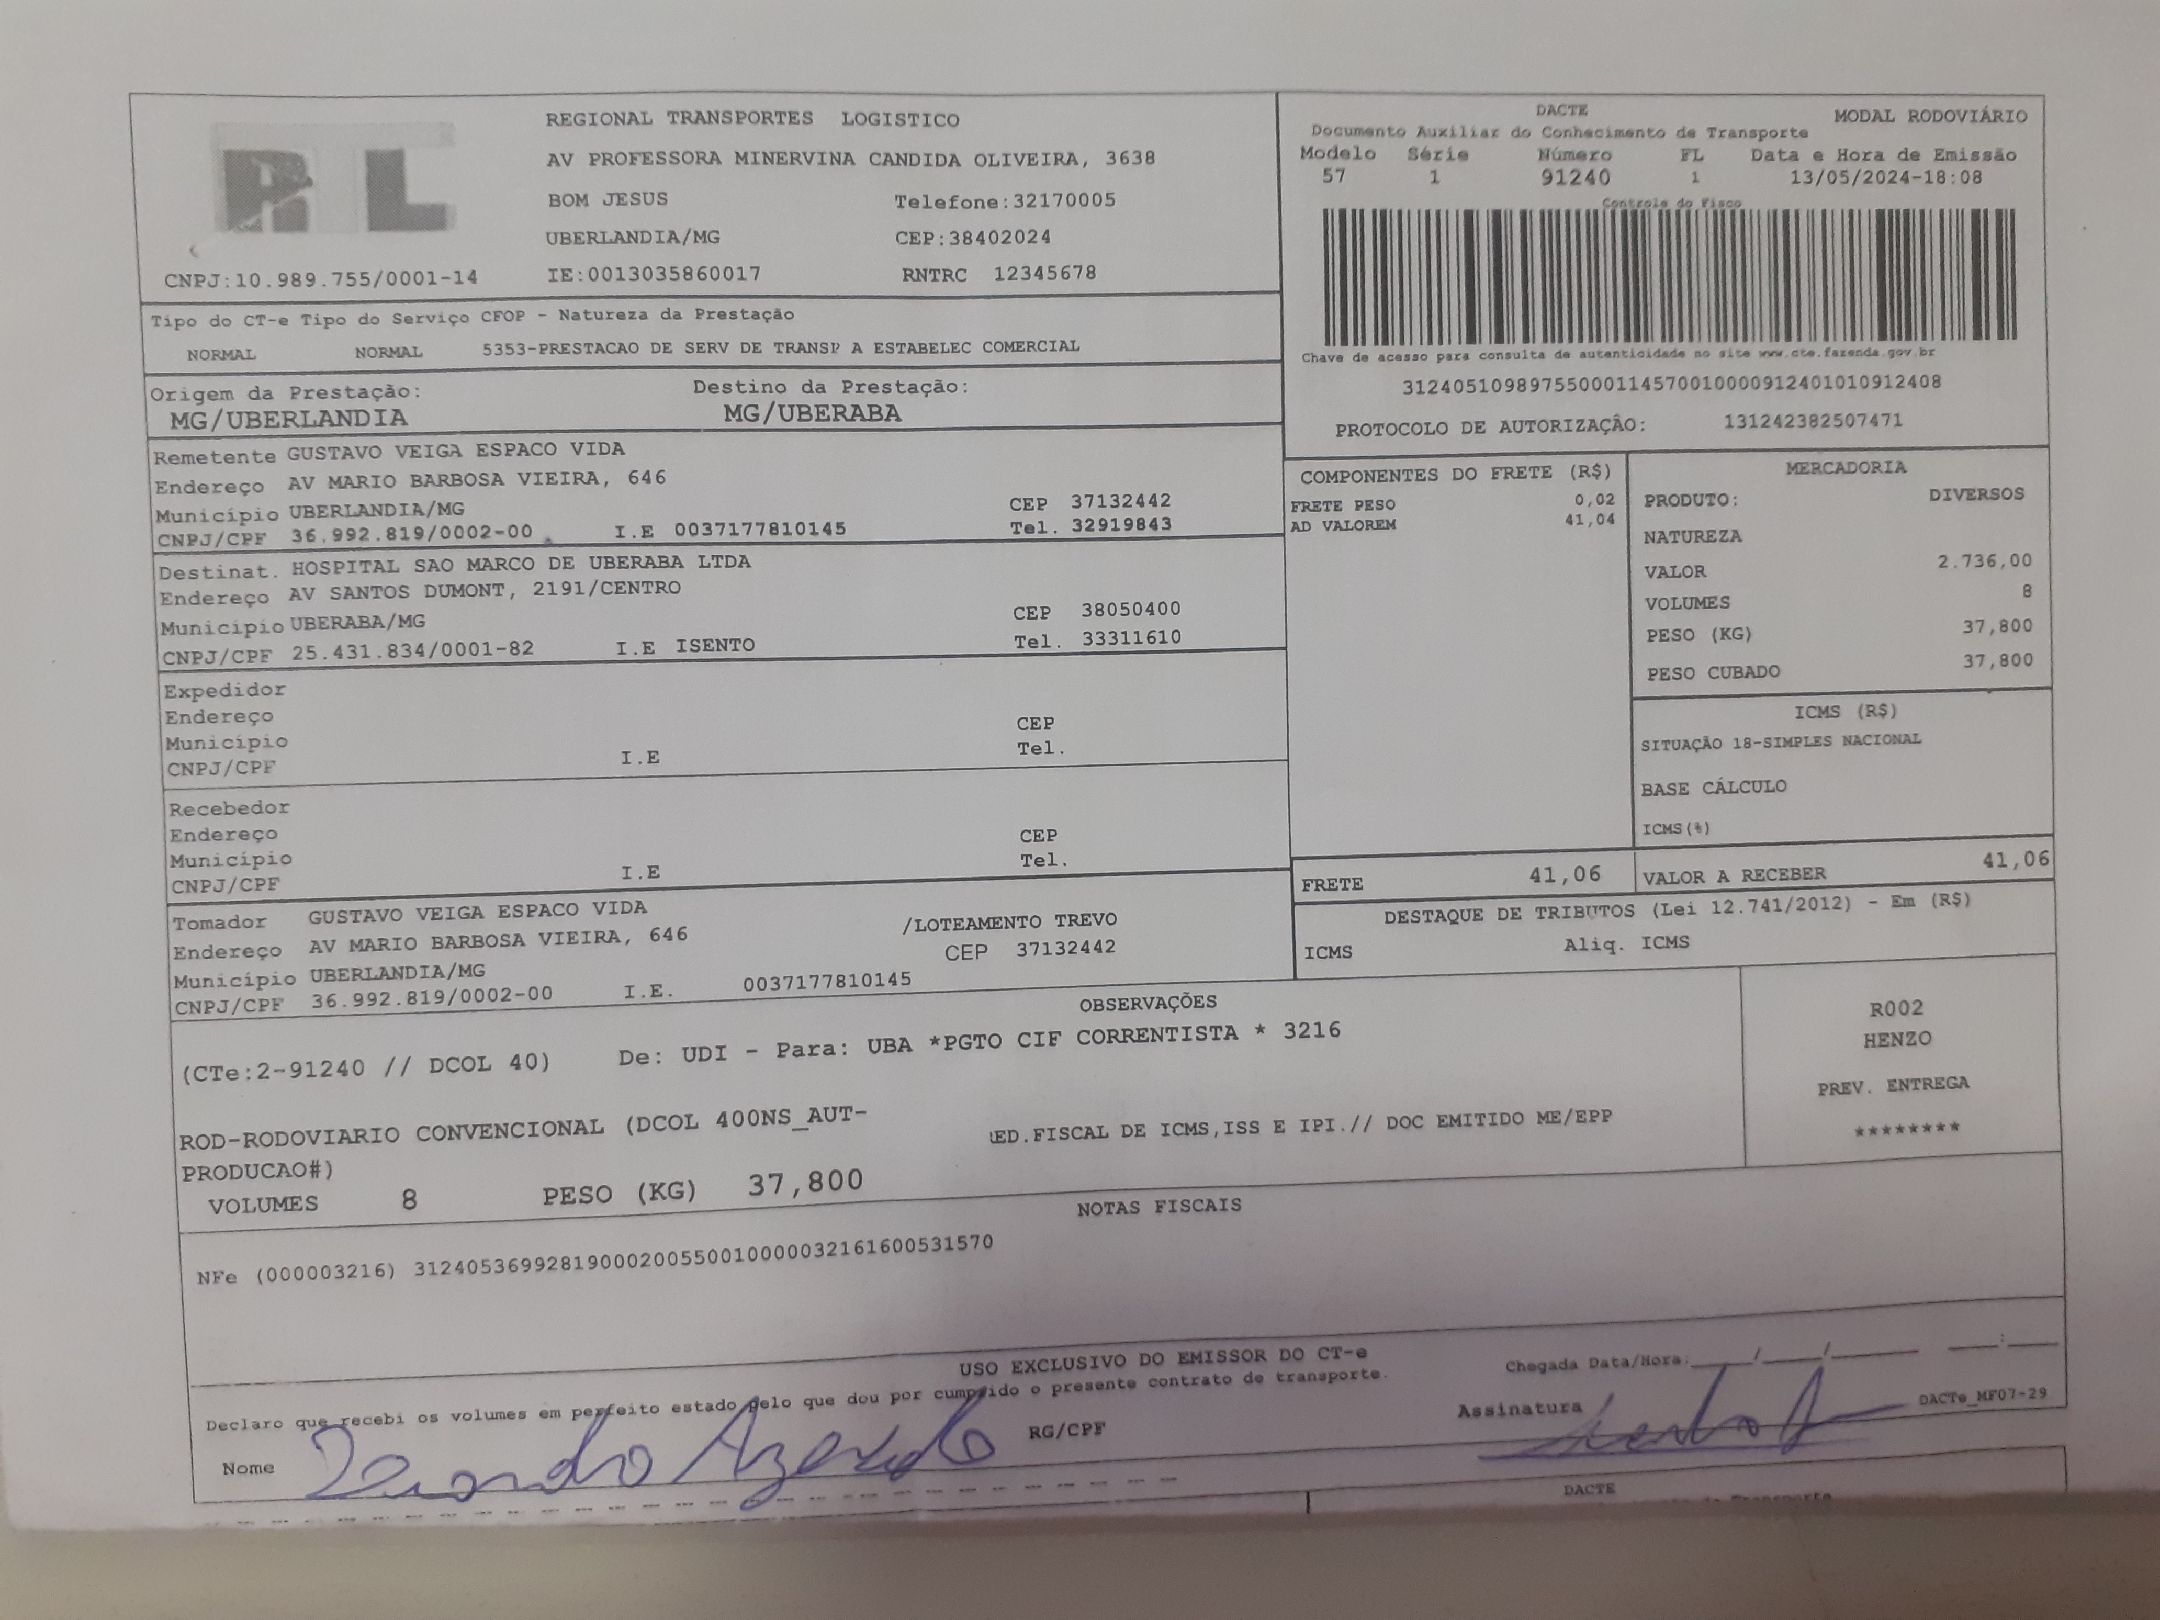 RTL
REGIONAL TRANSPORTES LOGISTICO
AV PROFESSORA MINERVINA CANDIDA OLIVEIRA, 3638
BOM JESUS Telefone:32170005
UBERLANDIA/MG CEP:38402024
CNPJ:10.989.755/0001-14 IE:0013035860017 RNTRC 12345678
DACTE MODAL RODOVIÁRIO
Documento Auxiliar do Conhecimento de Transporte
Modelo Série Número FL Data e Hora de Emissão
57 1 91240 1 13/05/2024-18:08
Controle do Fisco
Chave de acesso para consulta de autenticidade no site www.cte.fazenda.gov.br
31240510989755000114570010000912401010912408
PROTOCOLO DE AUTORIZAÇÂO: 131242382507471
Tipo do CT-e Tipo do Serviço CFOP - Natureza da Prestação
NORMAL NORMAL 5353-PRESTACAO DE SERV DE TRANSP A ESTABELEC COMERCIAL
Origem da Prestação: Destino da Prestação:
MG/UBERLANDIA MG/UBERABA
Remetente GUSTAVO VEIGA ESPACO VIDA
Endereço AV MARIO BARBOSA VIEIRA, 646
Município UBERLANDIA/MG CEP 37132442
CNPJ/CPF 36.992.819/0002-00 I.E 0037177810145 Tel. 32919843
Destinat. HOSPITAL SAO MARCO DE UBERABA LTDA
Endereço AV SANTOS DUMONT, 2191/CENTRO
Município UBERABA/MG CEP 38050400
CNPJ/CPF 25.431.834/0001-82 I.E ISENTO Tel. 33311610
Expedidor
Endereço
Município CEP
CNPJ/CPF I.E Tel.
Recebedor
Endereço
Município CEP
CNPJ/CPF I.E Tel.
Tomador GUSTAVO VEIGA ESPACO VIDA
Endereço AV MARIO BARBOSA VIEIRA, 646 /LOTEAMENTO TREVO
Município UBERLANDIA/MG CEP 37132442
CNPJ/CPF 36.992.819/0002-00 I.E. 0037177810145
COMPONENTES DO FRETE (R$)
FRETE PESO 0,02
AD VALOREM 41,04
MERCADORIA
PRODUTO: DIVERSOS
NATUREZA
VALOR 2.736,00
VOLUMES 8
PESO (KG) 37,800
PESO CUBADO 37,800
ICMS (R$)
SITUAÇÃO 18-SIMPLES NACIONAL
BASE CÁLCULO
ICMS(%)
FRETE 41,06 VALOR A RECEBER 41,06
DESTAQUE DE TRIBUTOS (Lei 12.741/2012) - Em (R$)
ICMS Aliq. ICMS
OBSERVAÇÕES
(CTe:2-91240 // DCOL 40) De: UDI - Para: UBA *PGTO CIF CORRENTISTA * 3216
ROD-RODOVIARIO CONVENCIONAL (DCOL 400NS_AUT-
PRODUCAO#)
ED.FISCAL DE ICMS,ISS E IPI.// DOC EMITIDO ME/EPP
VOLUMES 8 PESO (KG) 37,800
R002
HENZO
PREV. ENTREGA
********
NOTAS FISCAIS
NFe (000003216) 31240536992819000200550010000032161600531570
USO EXCLUSIVO DO EMISSOR DO CT-e
Declaro que recebi os volumes em perfeito estado pelo que dou por cumprido o presente contrato de transporte.
Chegada Data/Hora:_____/_____/_______ ____:____
Nome Leandro Azevedo RG/CPF Assinatura DACTe_MF07-29
DACTE